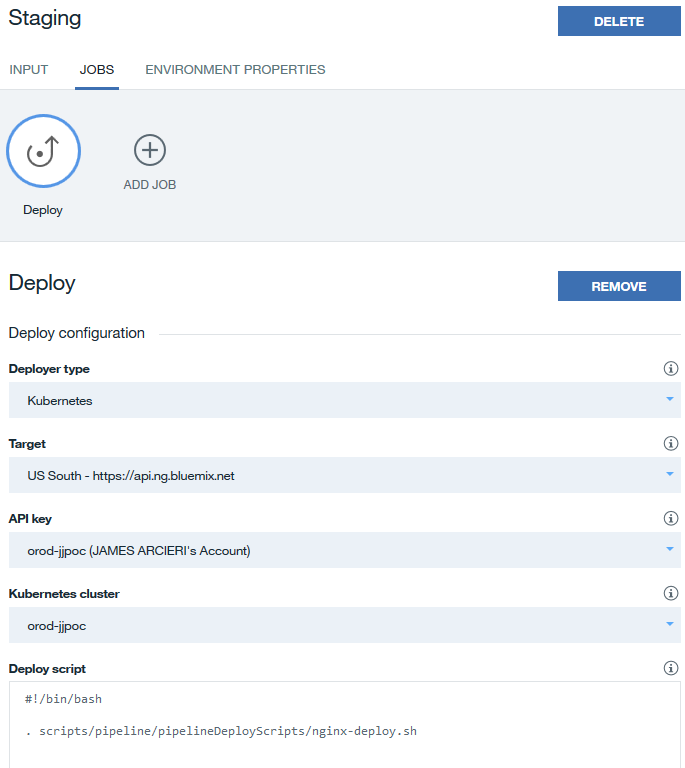 Staging
DELETE
INPUT JOBS ENVIRONMENT PROPERTIES
ADD JOB
Deploy
Deploy
REMOVE
Deploy configuration
Deployer type
Kubernetes
Target
US South - https://api.ng.bluemix.net
API key
orod-jjpoc (JAMES ARCIERI's Account)
Kubernetes cluster
orod-jjpoc
Deploy script
#!/bin/bash
. scripts/pipeline/pipelineDeployScripts/nginx-deploy.sh